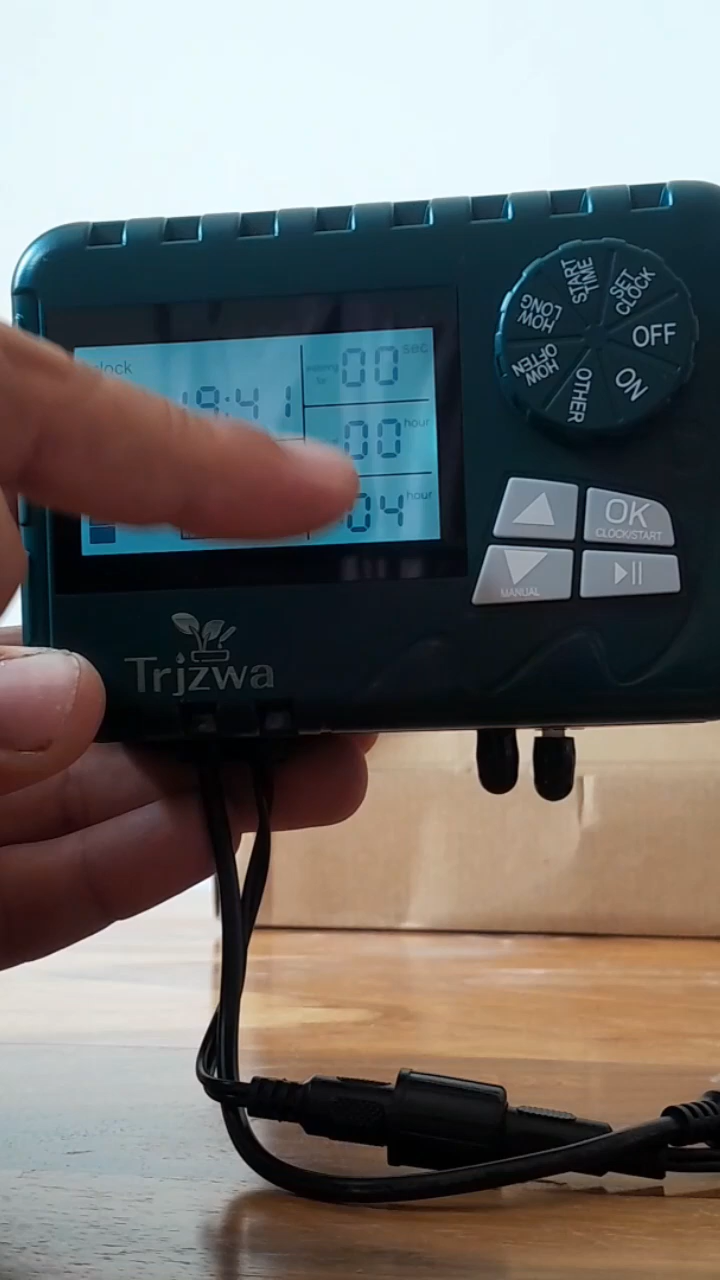 clock
19:41
00 sec
00 hour
04 hour
START TIME
SET CLOCK
HOW LONG
OFF
HOW OFTEN
ON
OTHER
OK
CLOCK/START
MANUAL
Trjzwa